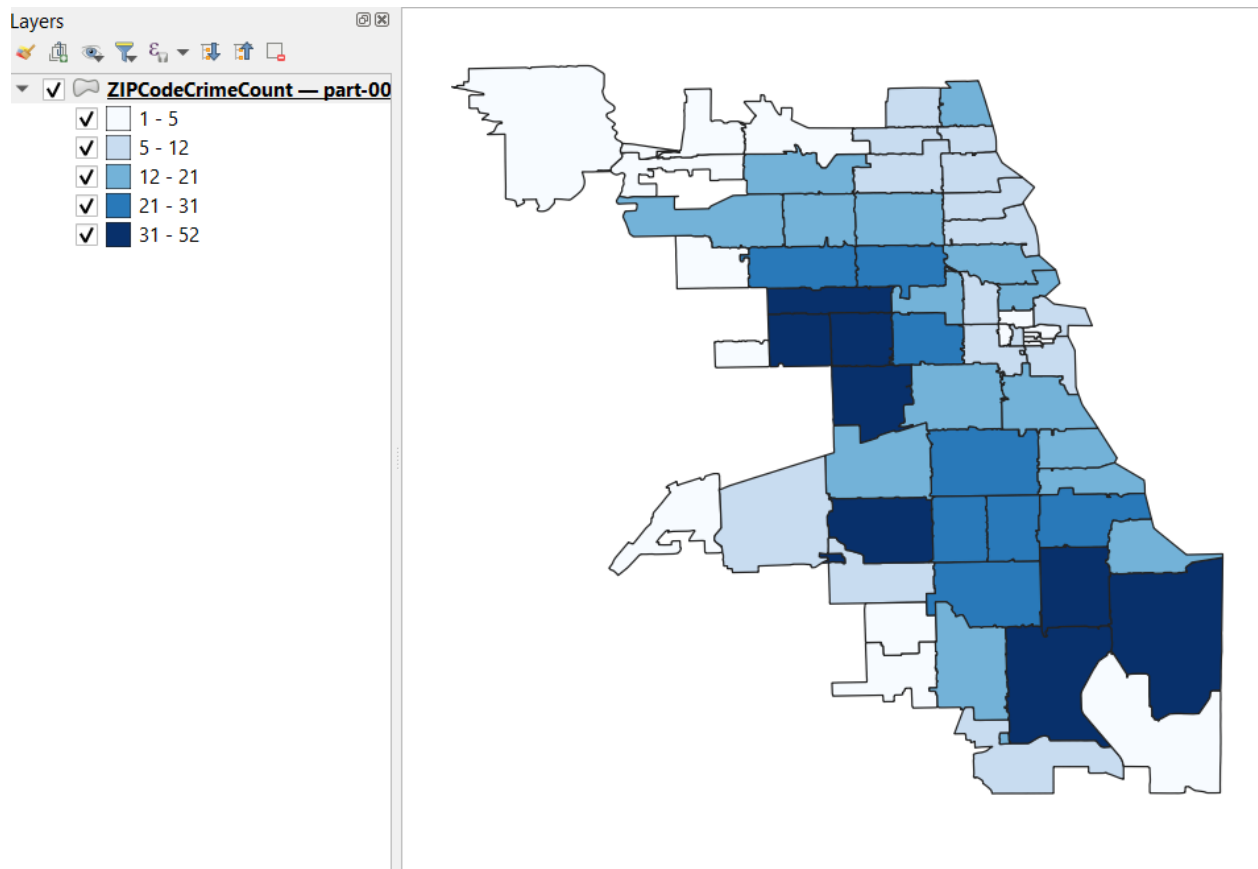 Layers
ZIPCodeCrimeCount — part-00
1 - 5
5 - 12
12 - 21
21 - 31
31 - 52